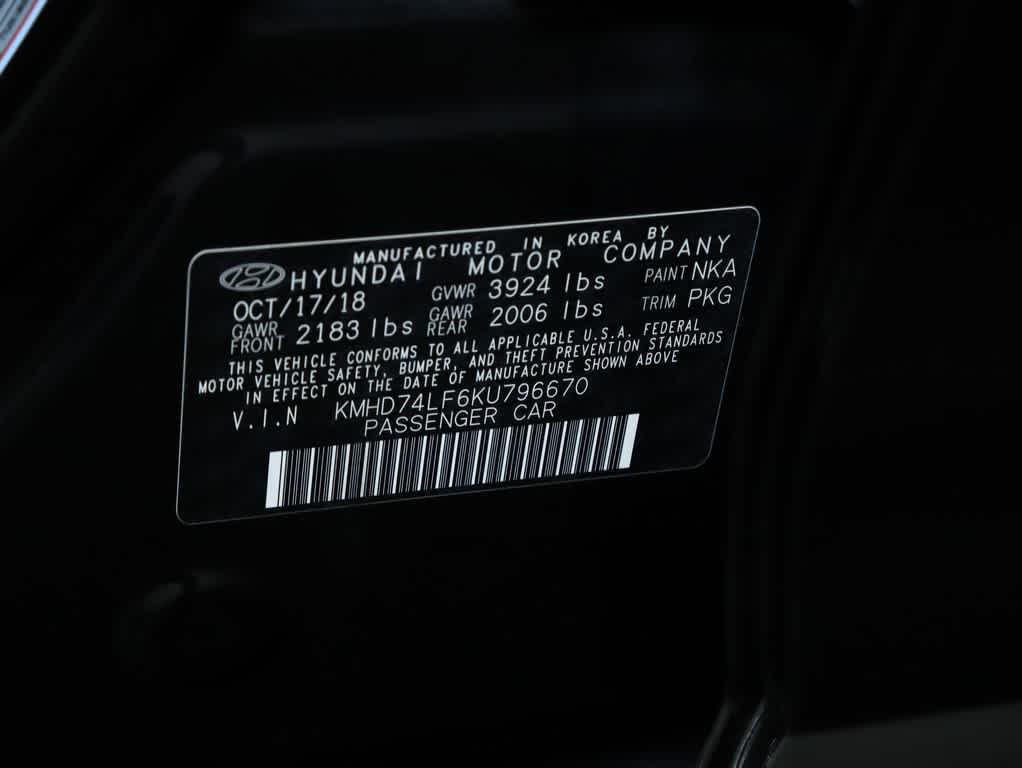 MANUFACTURED IN KOREA BY
HYUNDAI MOTOR COMPANY
OCT/17/18 GVWR 3924 lbs PAINT NKA
GAWR FRONT 2183 lbs GAWR REAR 2006 lbs TRIM PKG
THIS VEHICLE CONFORMS TO ALL APPLICABLE U.S.A. FEDERAL
MOTOR VEHICLE SAFETY, BUMPER, AND THEFT PREVENTION STANDARDS
IN EFFECT ON THE DATE OF MANUFACTURE SHOWN ABOVE
V.I.N KMHD74LF6KU796670
PASSENGER CAR